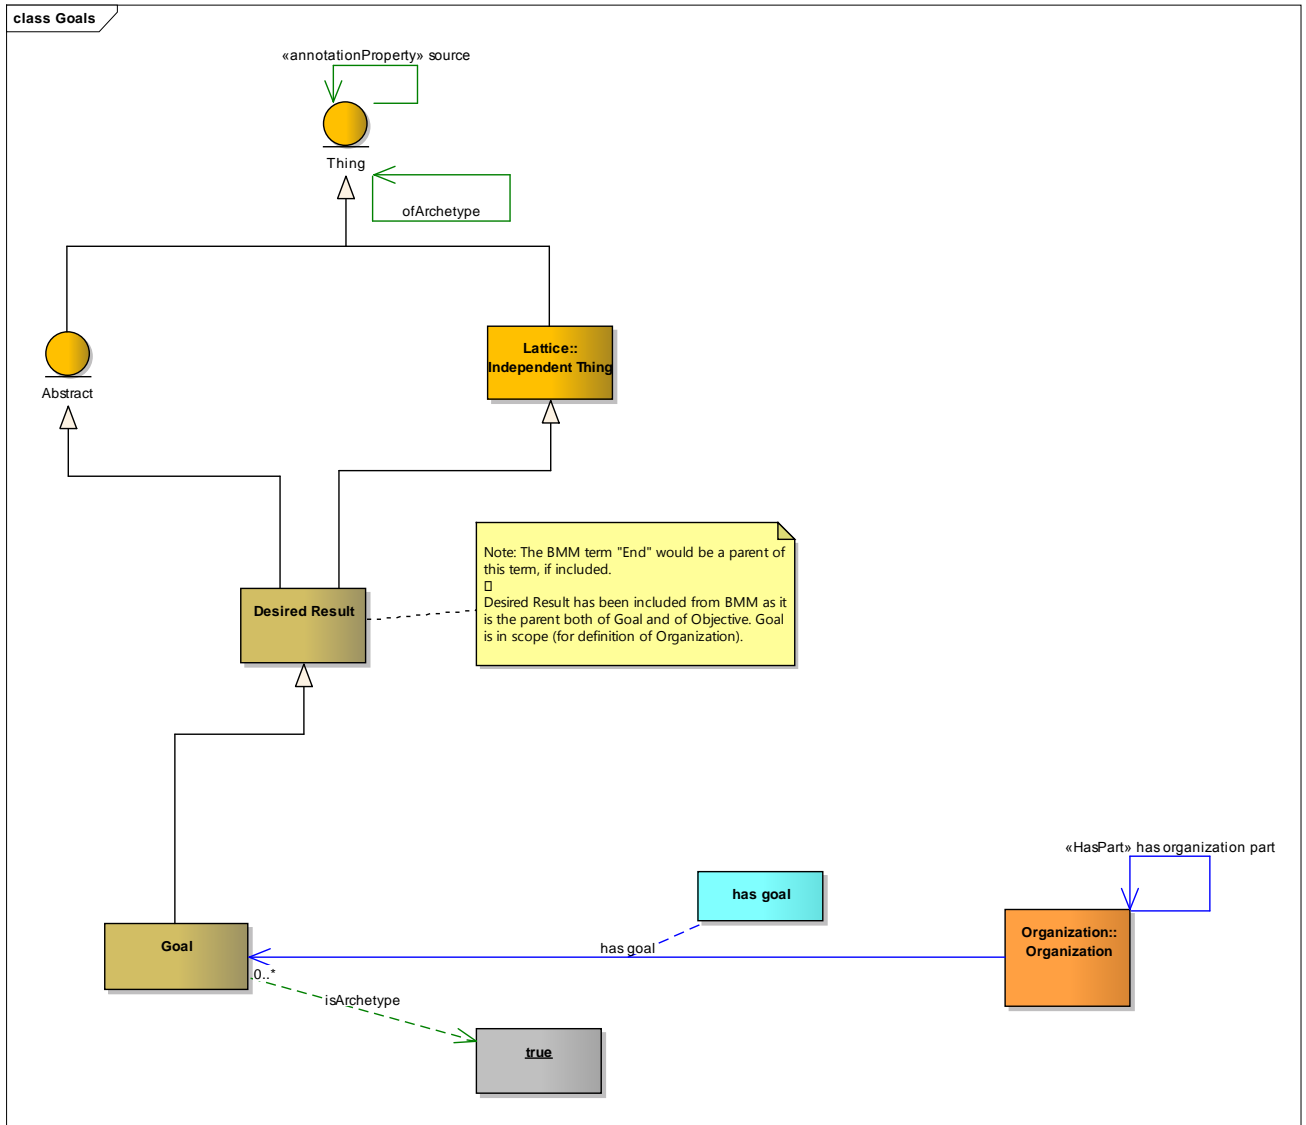 class Goals
«annotationProperty» source
Thing
ofArchetype
Lattice::
Independent Thing
Abstract
Note: The BMM term "End" would be a parent of
this term, if included.
Desired Result has been included from BMM as it
is the parent both of Goal and of Objective. Goal
is in scope (for definition of Organization).
Desired Result
«HasPart» has organization part
has goal
Organization::
Organization
Goal
has goal
0..*
isArchetype
true